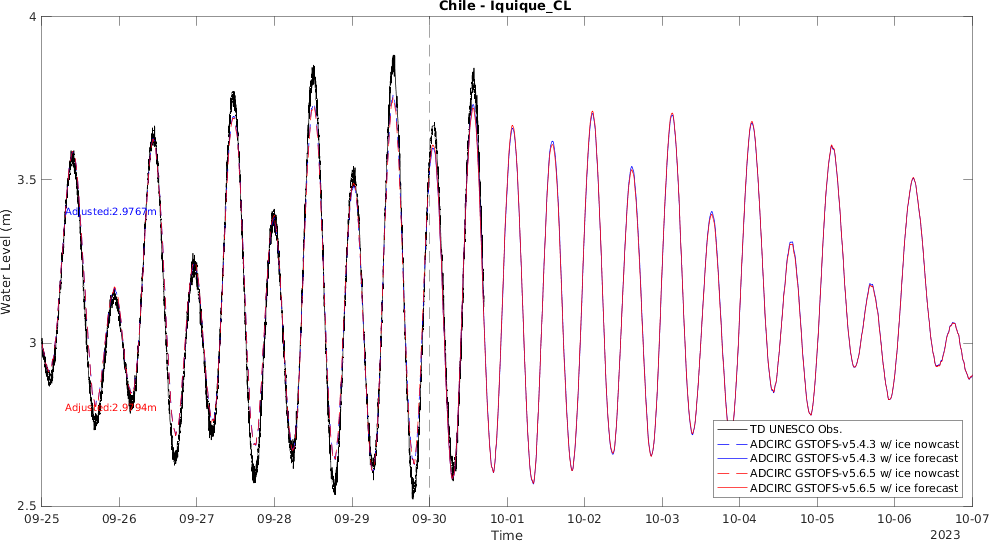 Chile - Iquique_CL
4
3.5
3
2.5
Water Level (m)
Adjusted:2.9767m
Adjusted:2.9794m
TD UNESCO Obs.
ADCIRC GSTOFS-v5.4.3 w/ ice nowcast
ADCIRC GSTOFS-v5.4.3 w/ ice forecast
ADCIRC GSTOFS-v5.6.5 w/ ice nowcast
ADCIRC GSTOFS-v5.6.5 w/ ice forecast
09-25 09-26 09-27 09-28 09-29 09-30 10-01 10-02 10-03 10-04 10-05 10-06 10-07
Time
2023